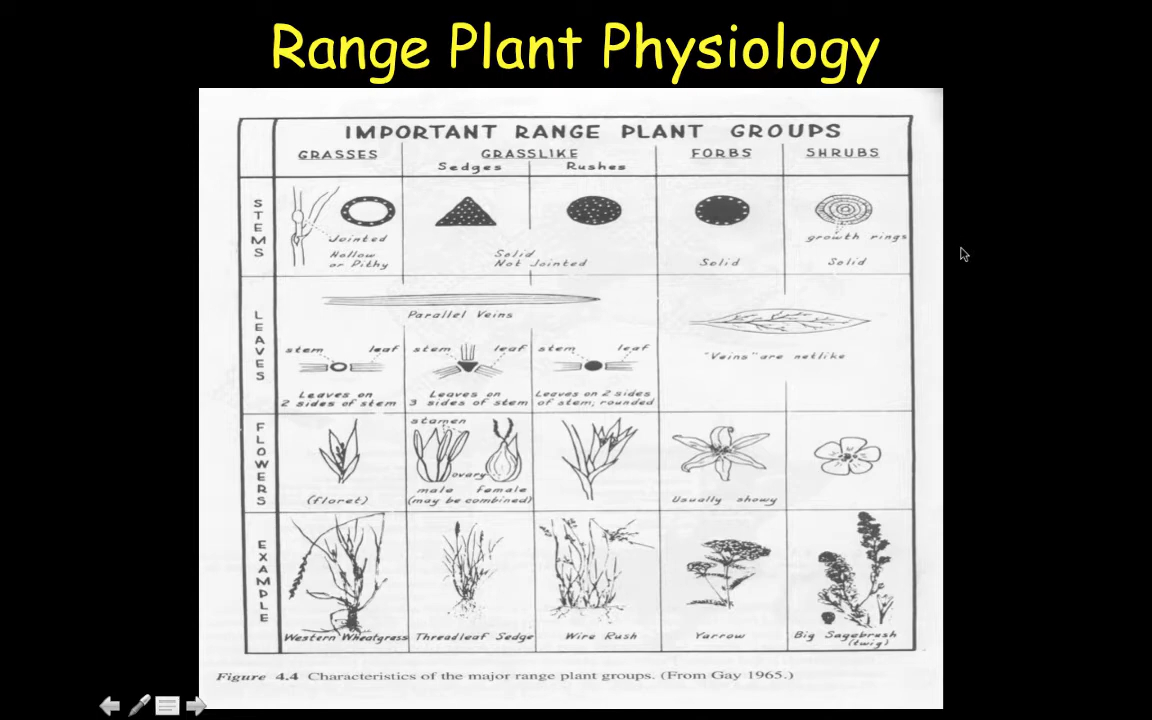 Range Plant Physiology
IMPORTANT RANGE PLANT GROUPS
GRASSES GRASSLIKE FORBS SHRUBS
Sedges Rushes
STEMS
Jointed
Hollow
or Pithy
Solid
Not Jointed
Solid
growth rings
Solid
LEAVES
Parallel Veins
"Veins" are netlike
stem leaf stem leaf stem leaf
Leaves on
2 sides of stem
Leaves on
3 sides of stem
Leaves on 2 sides
of stem; rounded
FLOWERS
(floret)
stamen
ovary
male female
(may be combined)
Usually showy
EXAMPLE
Western Wheatgrass Threadleaf Sedge Wire Rush Yarrow Big Sagebrush
(twig)
Figure 4.4 Characteristics of the major range plant groups. (From Gay 1965.)